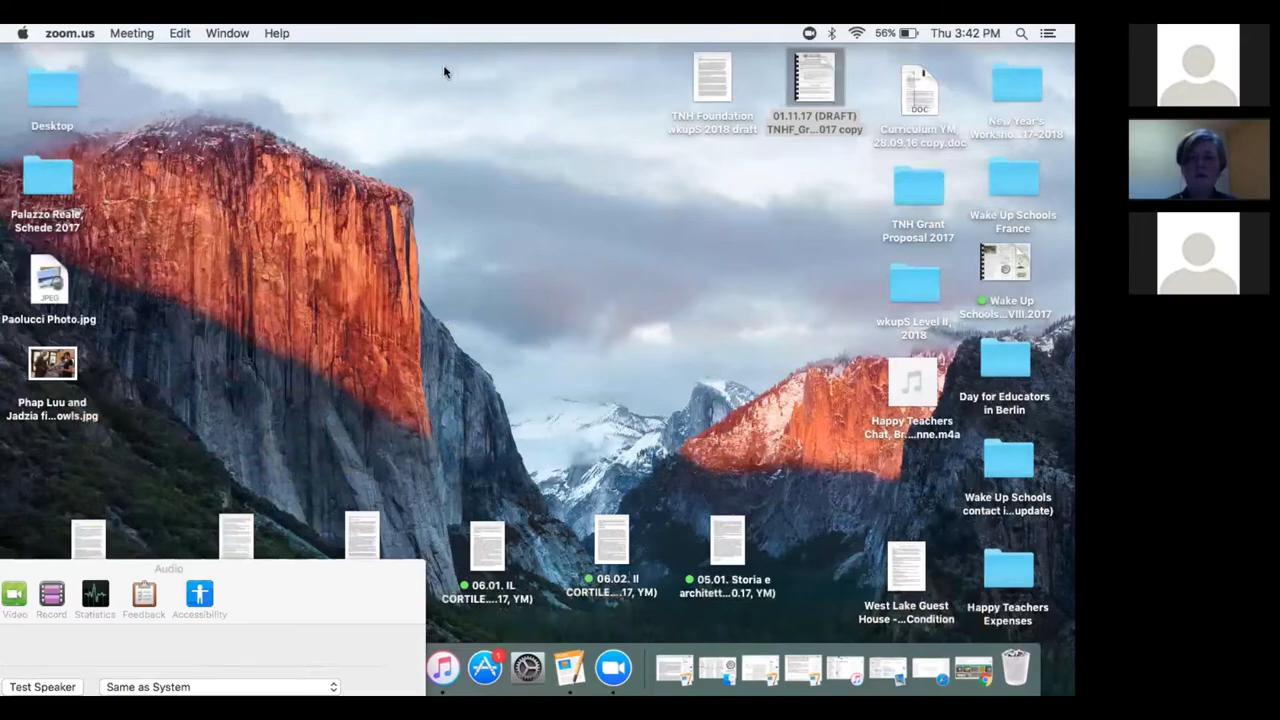 zoom.us Meeting Edit Window Help 56% Thu 3:42 PM
Desktop
Palazzo Reale,
Schede 2017
JPEG
Paolucci Photo.jpg
Phap Luu and
Jadzia fi...owls.jpg
TNH Foundation
wkupS 2018 draft
01.11.17 (DRAFT)
TNHF_Gr...017 copy
DOC
Curriculum YM
28.09.16 copy.doc
New Year's
Worksho...17-2018
TNH Grant
Proposal 2017
Wake Up Schools
France
wkupS Level II,
2018
Wake Up
Schools...VIII.2017
Happy Teachers
Chat, Br....nne.m4a
Day for Educators
in Berlin
Wake Up Schools
contact i...update)
06.01. IL
CORTILE....17, YM)
06.02. Il
CORTILE....17, YM)
05.01. Storia e
architett...0.17, YM)
West Lake Guest
House -...Condition
Happy Teachers
Expenses
Audio
Video Record Statistics Feedback Accessibility
Test Speaker Same as System
1